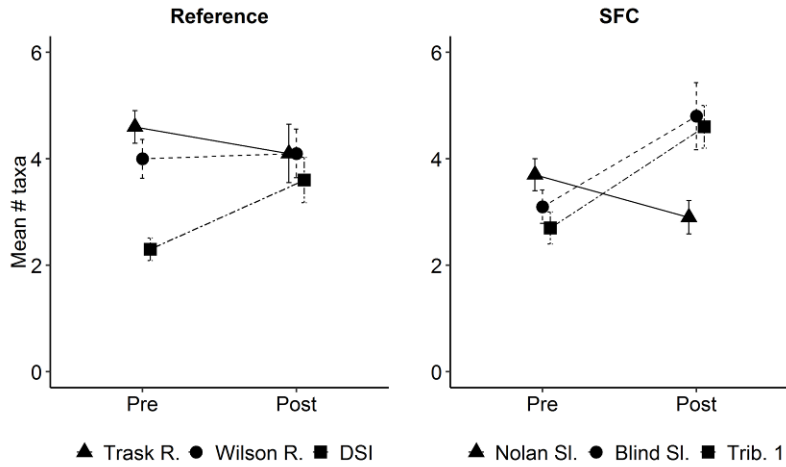 Reference
SFC
Mean # taxa
6
4
2
0
Pre Post
6
4
2
0
Pre Post
Trask R. Wilson R. DSI
Nolan Sl. Blind Sl. Trib. 1